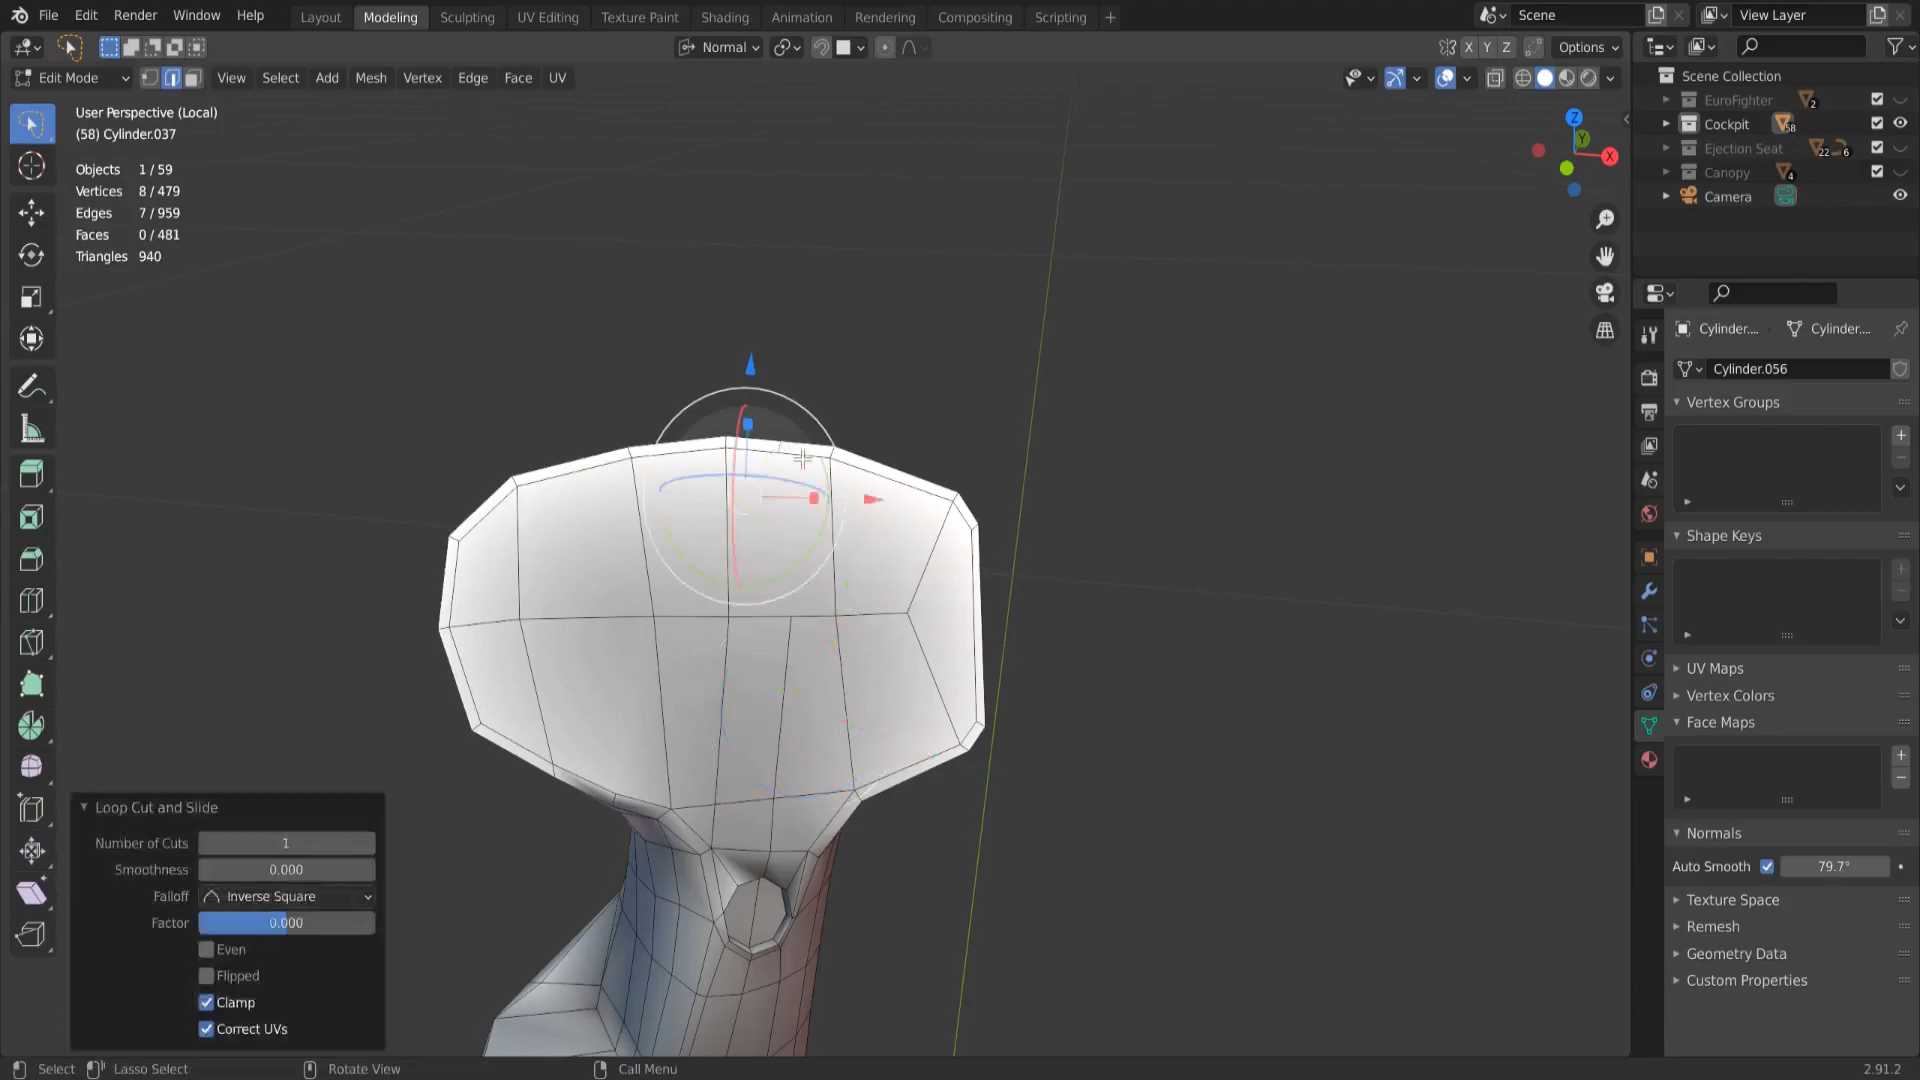 File Edit Render Window Help Layout Modeling Sculpting UV Editing Texture Paint Shading Animation Rendering Compositing Scripting + Scene View Layer
Normal X Y Z Options
Edit Mode View Select Add Mesh Vertex Edge Face UV
User Perspective (Local)
(58) Cylinder.037
Objects 1 / 59
Vertices 8 / 479
Edges 7 / 959
Faces 0 / 481
Triangles 940
Z
Y
X
Scene Collection
EuroFighter 2
Cockpit 58
Ejection Seat 22 6
Canopy 4
Camera
Cylinder.... Cylinder....
Cylinder.056
Vertex Groups
Shape Keys
UV Maps
Vertex Colors
Face Maps
Normals
Auto Smooth 79.7°
Texture Space
Remesh
Geometry Data
Custom Properties
Loop Cut and Slide
Number of Cuts 1
Smoothness 0.000
Falloff Inverse Square
Factor 0.000
Even
Flipped
Clamp
Correct UVs
Select Lasso Select Rotate View Call Menu 2.91.2